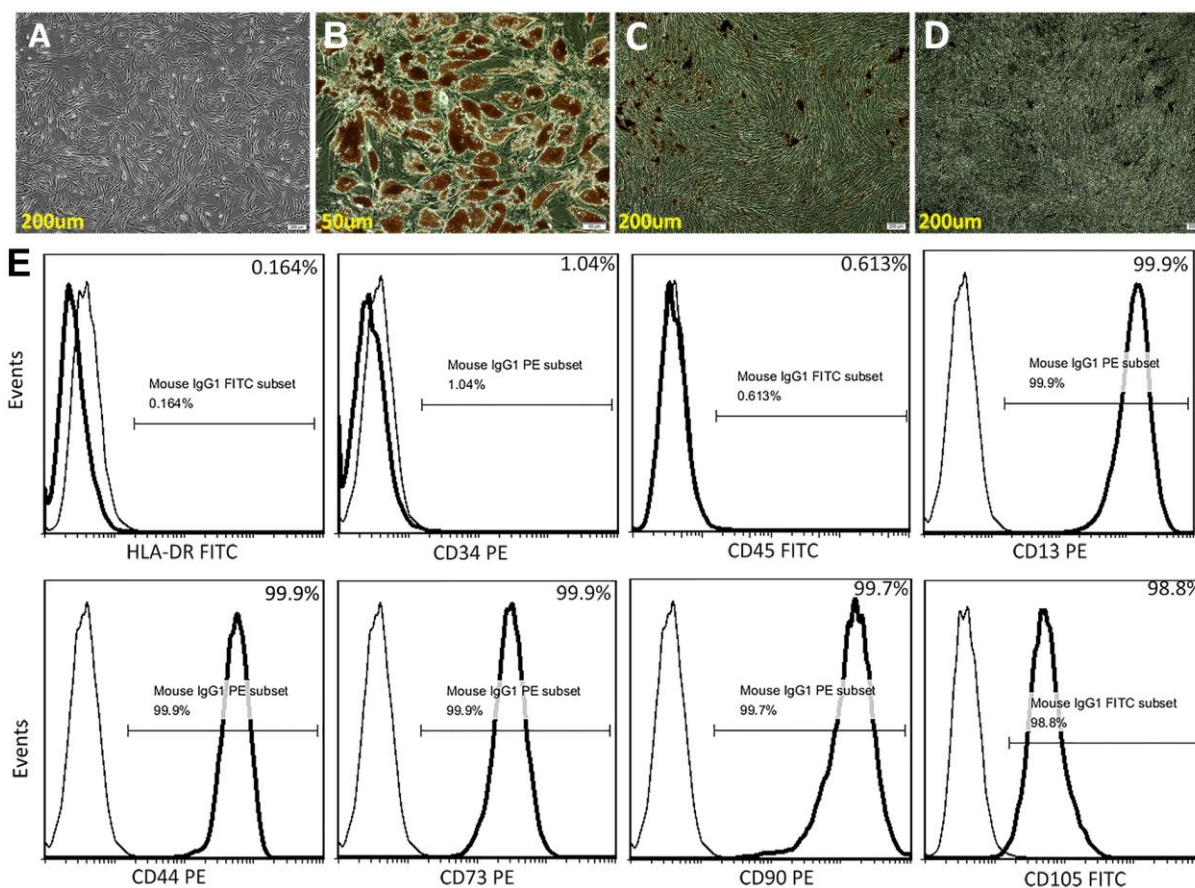 A
B
C
D
200um
50um
200um
200um
E
0.164%
1.04%
0.613%
99.9%
Events
Mouse IgG1 FITC subset
0.164%
Mouse IgG1 PE subset
1.04%
Mouse IgG1 FITC subset
0.613%
Mouse IgG1 PE subset
99.9%
HLA-DR FITC
CD34 PE
CD45 FITC
CD13 PE
99.9%
99.9%
99.7%
98.8%
Events
Mouse IgG1 PE subset
99.9%
Mouse IgG1 PE subset
99.9%
Mouse IgG1 PE subset
99.7%
Mouse IgG1 FITC subset
98.8%
CD44 PE
CD73 PE
CD90 PE
CD105 FITC